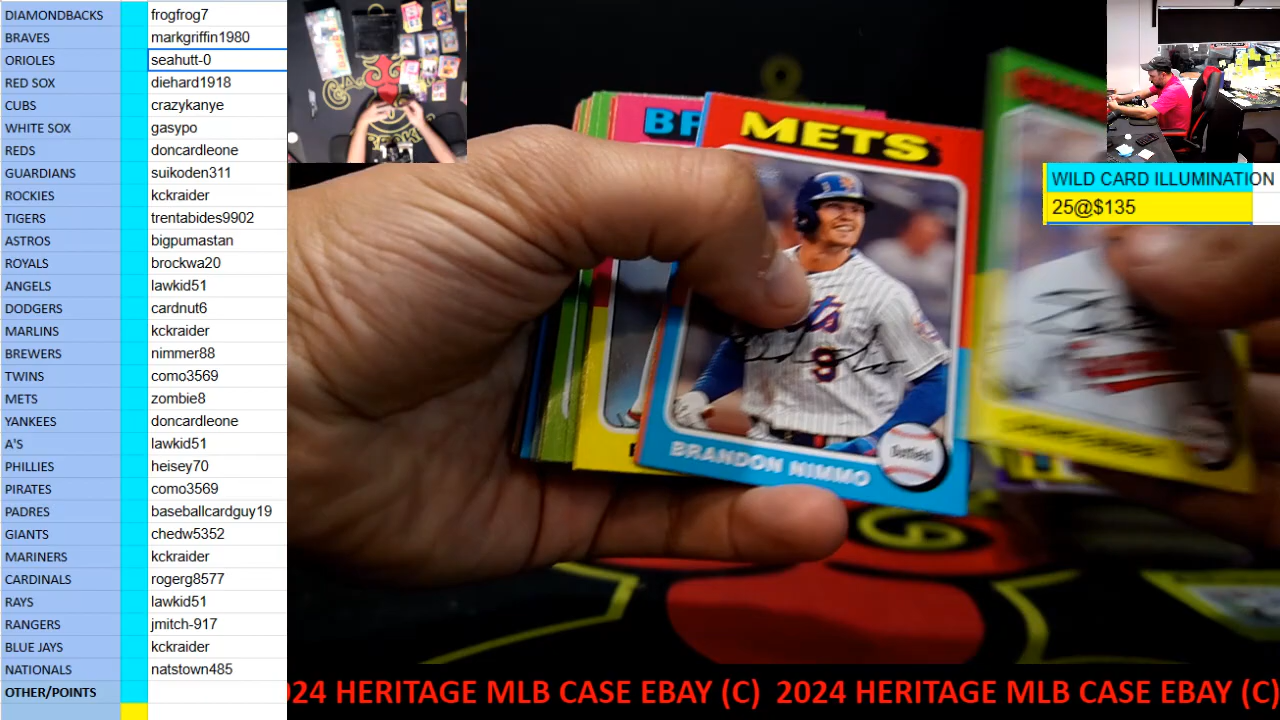 DIAMONDBACKS frogfrog7
BRAVES markgriffin1980
ORIOLES seahutt-0
RED SOX diehard1918
CUBS crazykanye
WHITE SOX gasypo
REDS doncardleone
GUARDIANS suikoden311
ROCKIES kckraider
TIGERS trentabides9902
ASTROS bigpumastan
ROYALS brockwa20
ANGELS lawkid51
DODGERS cardnut6
MARLINS kckraider
BREWERS nimmer88
TWINS como3569
METS zombie8
YANKEES doncardleone
A'S lawkid51
PHILLIES heisey70
PIRATES como3569
PADRES baseballcardguy19
GIANTS chedw5352
MARINERS kckraider
CARDINALS rogerg8577
RAYS lawkid51
RANGERS jmitch-917
BLUE JAYS kckraider
NATIONALS natstown485
OTHER/POINTS
BR
METS
9
BRANDON NIMMO
Outfield
WILD CARD ILLUMINATION
25@$135
24 HERITAGE MLB CASE EBAY (C) 2024 HERITAGE MLB CASE EBAY (C)